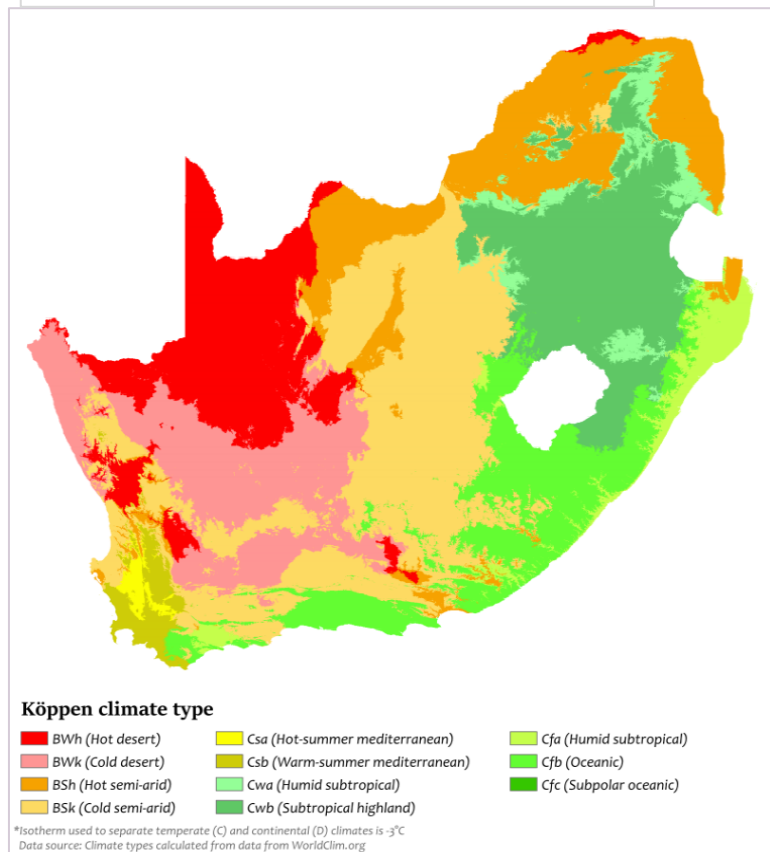 Köppen climate type
BWh (Hot desert)
BWk (Cold desert)
BSh (Hot semi-arid)
BSk (Cold semi-arid)
Csa (Hot-summer mediterranean)
Csb (Warm-summer mediterranean)
Cwa (Humid subtropical)
Cwb (Subtropical highland)
Cfa (Humid subtropical)
Cfb (Oceanic)
Cfc (Subpolar oceanic)
*Isotherm used to separate temperate (C) and continental (D) climates is -3°C
Data source: Climate types calculated from data from WorldClim.org